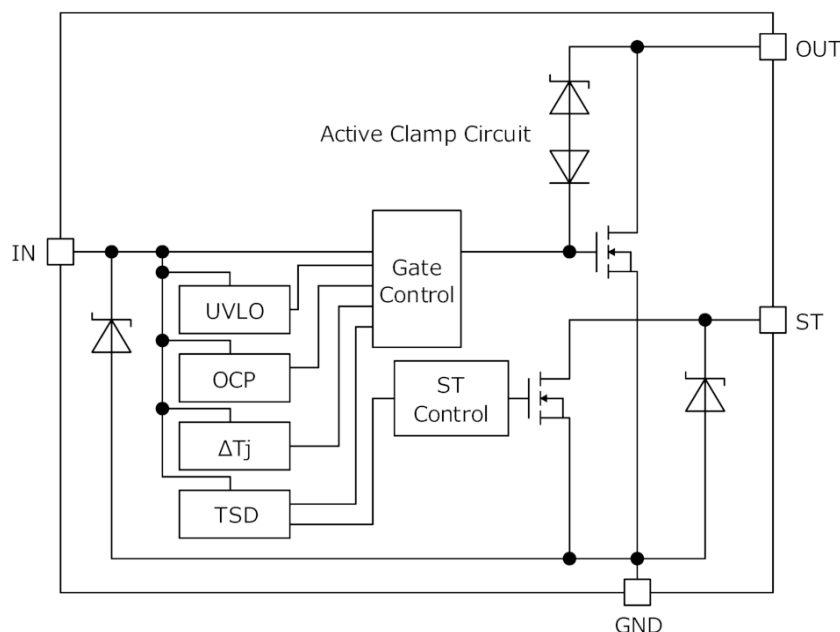 OUT
Active Clamp Circuit
IN
Gate
Control
UVLO
ST
OCP
ST
Control
ΔTj
TSD
GND